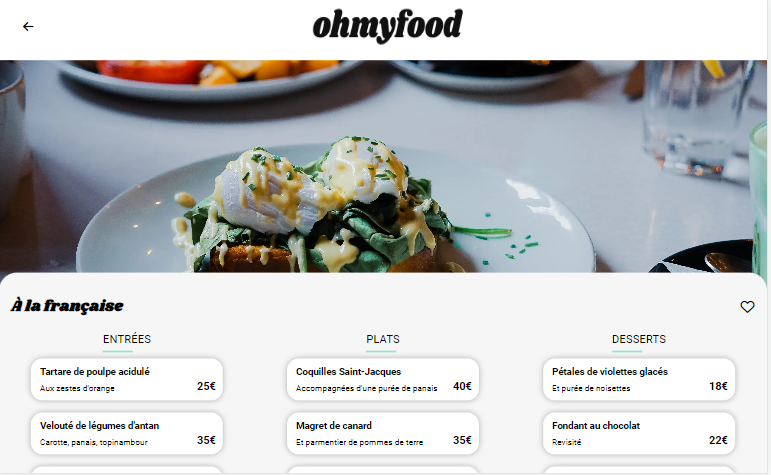 ohmyfood
À la française
ENTRÉES
Tartare de poulpe acidulé
Aux zestes d'orange 25€
Velouté de légumes d'antan
Carotte, panais, topinambour 35€
PLATS
Coquilles Saint-Jacques
Accompagnées d'une purée de panais 40€
Magret de canard
Et parmentier de pommes de terre 35€
DESSERTS
Pétales de violettes glacés
Et purée de noisettes 18€
Fondant au chocolat
Revisité 22€